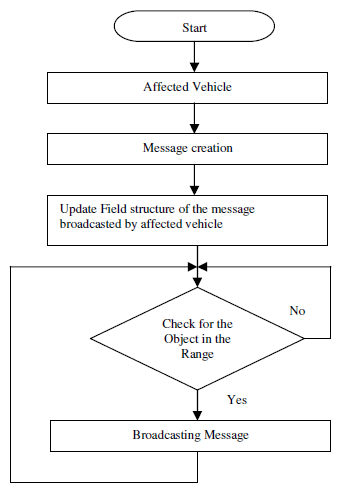 Start
Affected Vehicle
Message creation
Update Field structure of the message
broadcasted by affected vehicle
No
Check for the
Object in the
Range
Yes
Broadcasting Message